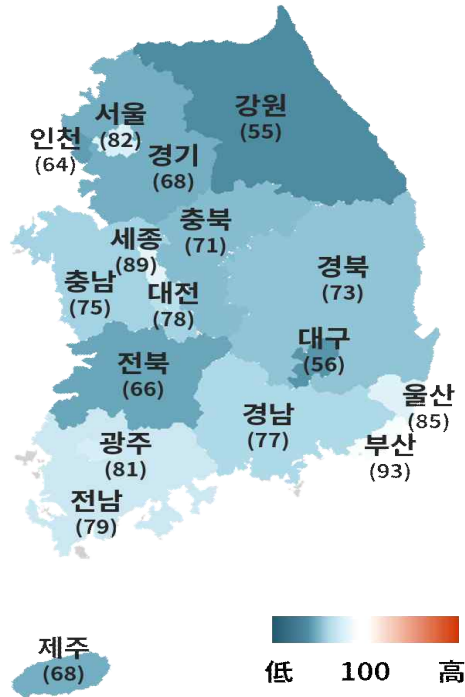 강원
(55)
서울
(82)
인천
(64)
경기
(68)
충북
(71)
세종
(89)
경북
(73)
충남
(75)
대전
(78)
대구
(56)
전북
(66)
울산
(85)
경남
(77)
부산
(93)
광주
(81)
전남
(79)
제주
(68)
低 100 高